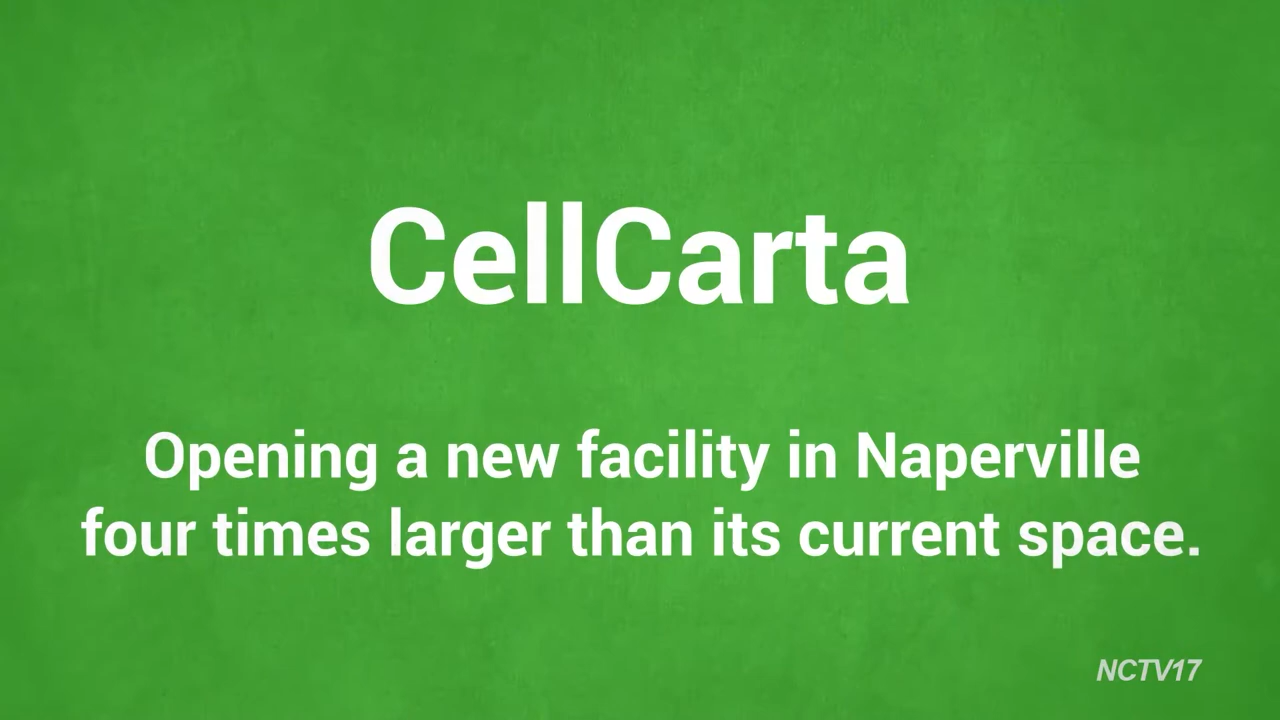 CellCarta
Opening a new facility in Naperville
four times larger than its current space.
NCTV17